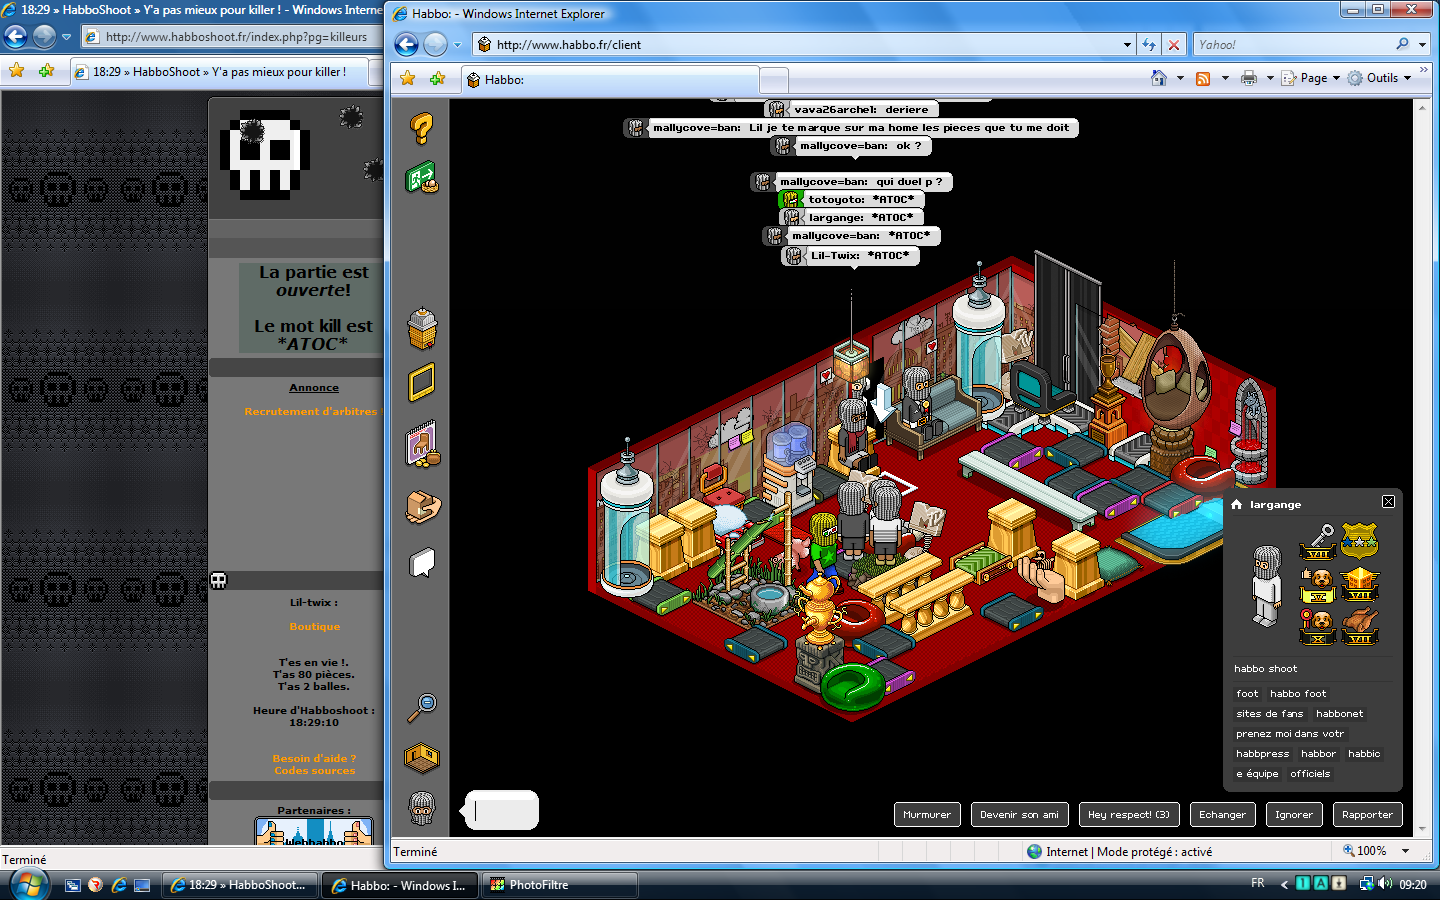 18:29 » HabboShoot » Y'a pas mieux pour killer ! - Windows Inter
http://www.habboshoot.fr/index.php?pg=killeurs
18:29 » HabboShoot » Y'a pas mieux pour killer !
La partie est
ouverte!
Le mot kill est
*ATOC*
Annonce
Recrutement d'arbitres !
Lil-twix :
Boutique
T'es en vie !.
T'as 80 pièces.
T'as 2 balles.
Heure d'Habboshoot :
18:29:10
Besoin d'aide ?
Codes sources
Partenaires :
Webhabbo
Terminé
Habbo: - Windows Internet Explorer
http://www.habbo.fr/client
Yahoo!
Habbo:
Page
Outils
vava26arche1: deriere
mallycove=ban: Lil je te marque sur ma home les pieces que tu me doit
mallycove=ban: ok ?
mallycove=ban: qui duel p ?
totoyoto: *ATOC*
largange: *ATOC*
mallycove=ban: *ATOC*
Lil-Twix: *ATOC*
largange
habbo shoot
foot habbo foot
sites de fans habbonet
prenez moi dans votr
habbpress habbor habbic
e équipe officiels
Murmurer
Devenir son ami
Hey respect! (3)
Echanger
Ignorer
Rapporter
Terminé
Internet | Mode protégé : activé
100%
18:29 » HabboShoot...
Habbo: - Windows I...
PhotoFiltre
FR
09:20